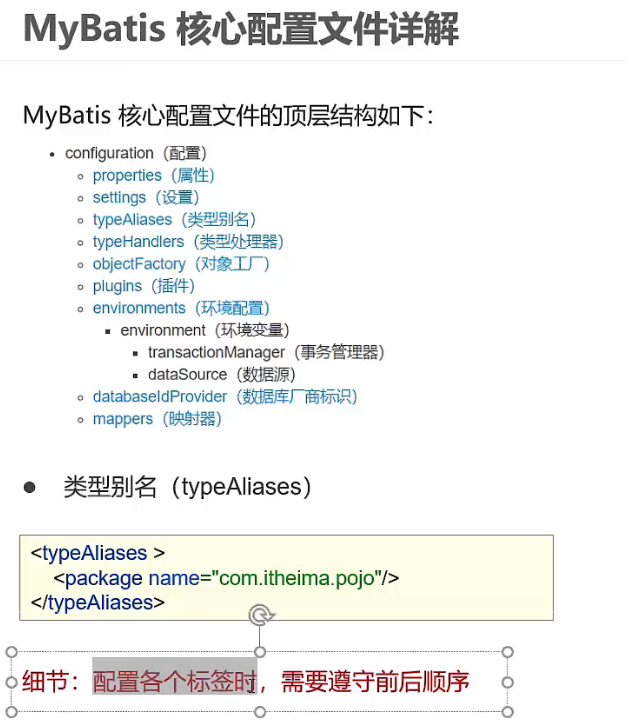 MyBatis 核心配置文件详解
MyBatis 核心配置文件的顶层结构如下：
configuration（配置）
properties（属性）
settings（设置）
typeAliases（类型别名）
typeHandlers（类型处理器）
objectFactory（对象工厂）
plugins（插件）
environments（环境配置）
environment（环境变量）
transactionManager（事务管理器）
dataSource（数据源）
databaseIdProvider（数据库厂商标识）
mappers（映射器）
类型别名（typeAliases）
<typeAliases >
<package name="com.itheima.pojo"/>
</typeAliases>
细节：配置各个标签时，需要遵守前后顺序